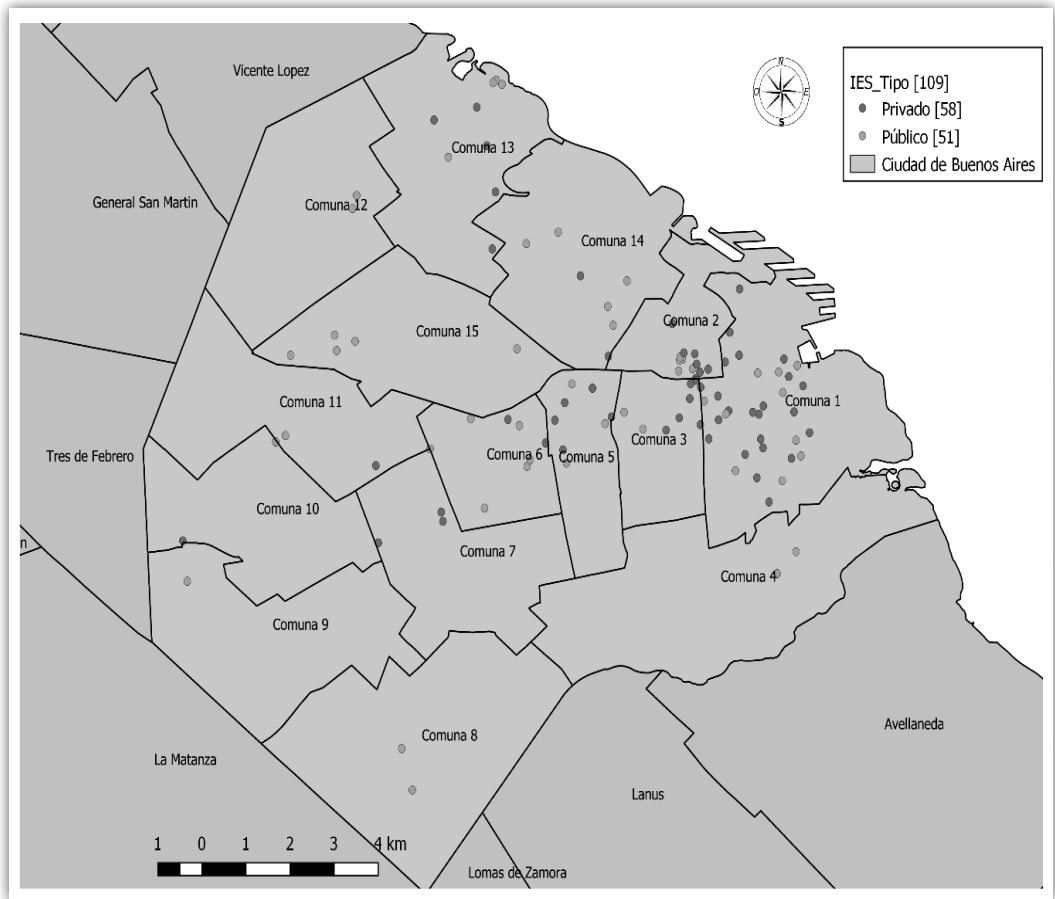 Vicente Lopez
N
O
E
S
IES_Tipo [109]
Privado [58]
Público [51]
Ciudad de Buenos Aires
Comuna 13
General San Martin
Comuna 12
Comuna 14
Comuna 2
Comuna 15
Comuna 11
Comuna 1
Comuna 3
Tres de Febrero
Comuna 6
Comuna 5
Comuna 10
n
Comuna 7
Comuna 4
Comuna 9
Comuna 8
Avellaneda
La Matanza
Lanus
1 0 1 2 3 4 km
Lomas de Zamora